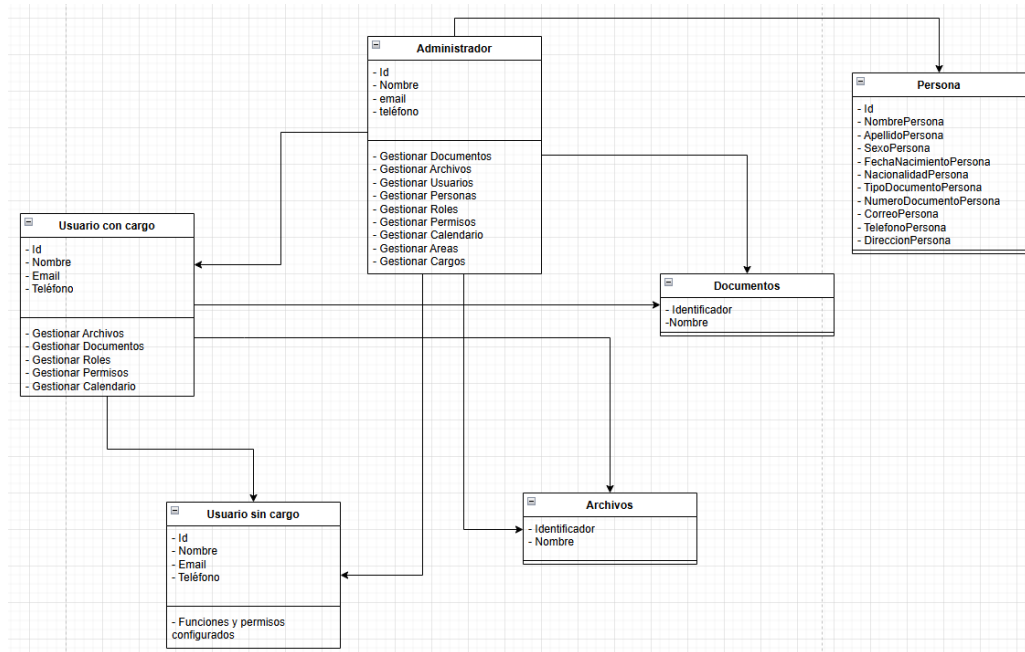 Administrador
- Id
- Nombre
- email
- teléfono
- Gestionar Documentos
- Gestionar Archivos
- Gestionar Usuarios
- Gestionar Personas
- Gestionar Roles
- Gestionar Permisos
- Gestionar Calendario
- Gestionar Areas
- Gestionar Cargos
Persona
- Id
- NombrePersona
- ApellidoPersona
- SexoPersona
- FechaNacimientoPersona
- NacionalidadPersona
- TipoDocumentoPersona
- NumeroDocumentoPersona
- CorreoPersona
- TelefonoPersona
- DireccionPersona
Usuario con cargo
- Id
- Nombre
- Email
- Teléfono
- Gestionar Archivos
- Gestionar Documentos
- Gestionar Roles
- Gestionar Permisos
- Gestionar Calendario
Documentos
- Identificador
-Nombre
Usuario sin cargo
- Id
- Nombre
- Email
- Teléfono
- Funciones y permisos
configurados
Archivos
- Identificador
- Nombre